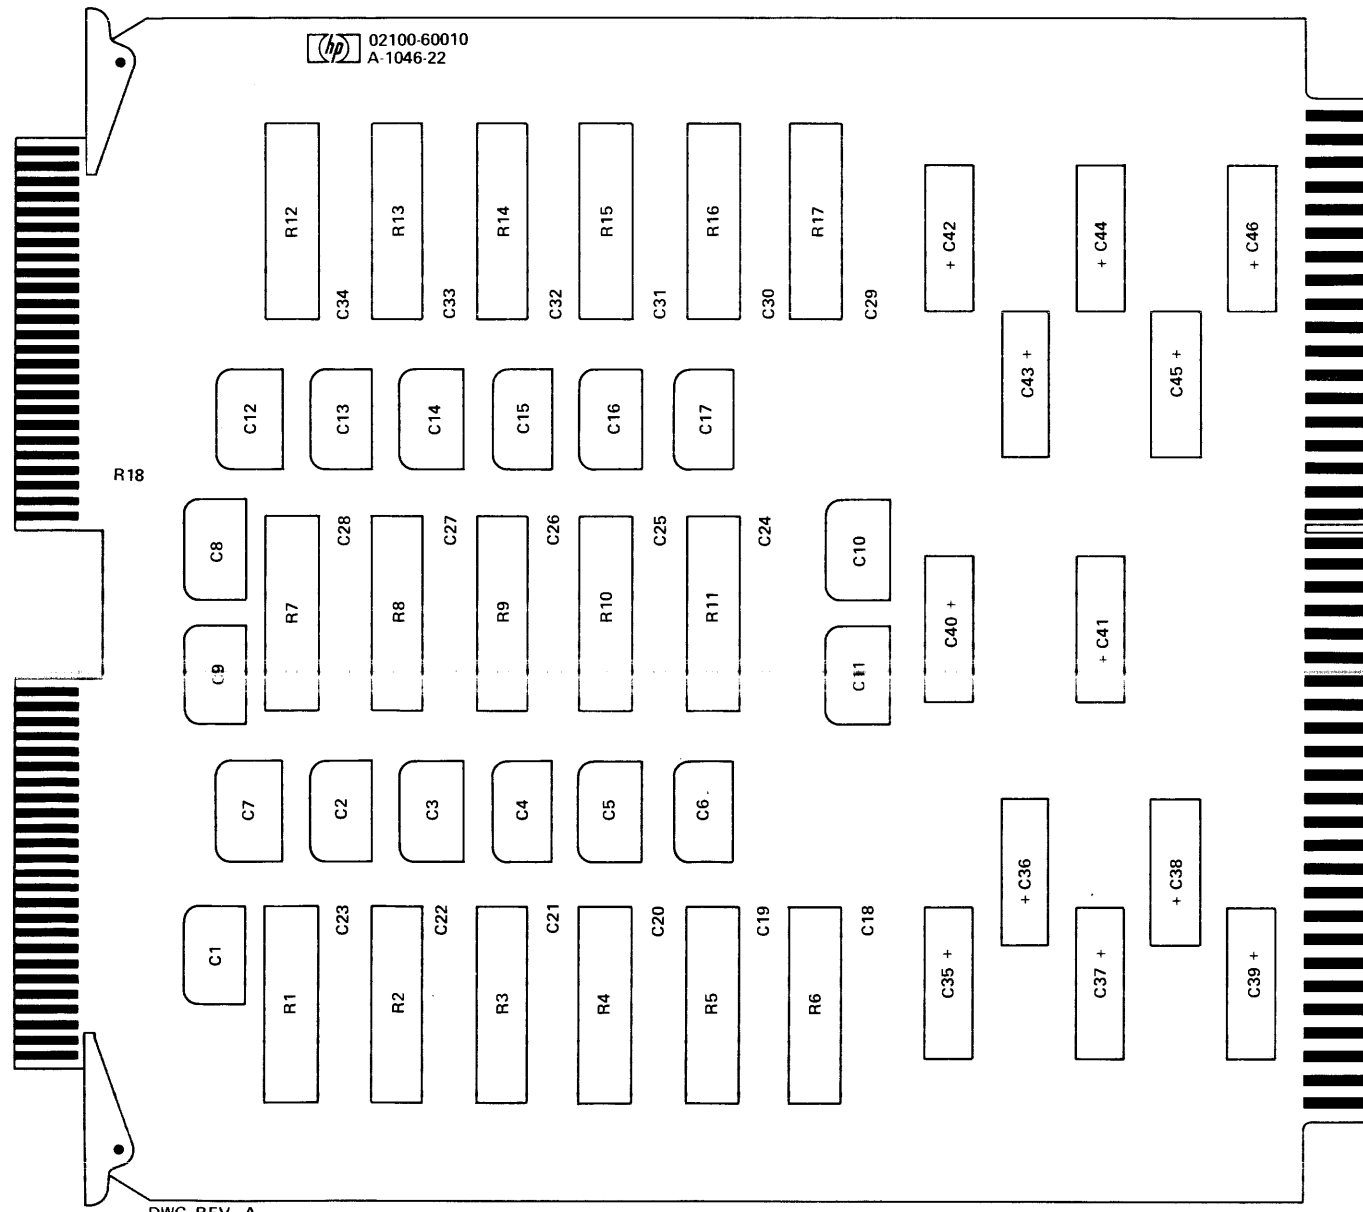 hp 02100-60010
A-1046-22
R12 R13 R14 R15 R16 R17 + C42 + C44 + C46
C34 C33 C32 C31 C30 C29
C43 + C45 +
C12 C13 C14 C15 C16 C17
R18
C8 C28 C27 C26 C25 C24 C10
R7 R8 R9 R10 R11 C40 + + C41
C9 C11
C7 C2 C3 C4 C5 C6
+ C36 + C38
C23 C22 C21 C20 C19 C18
C1 C35 + C37 + C39 +
R1 R2 R3 R4 R5 R6
DWG REV A